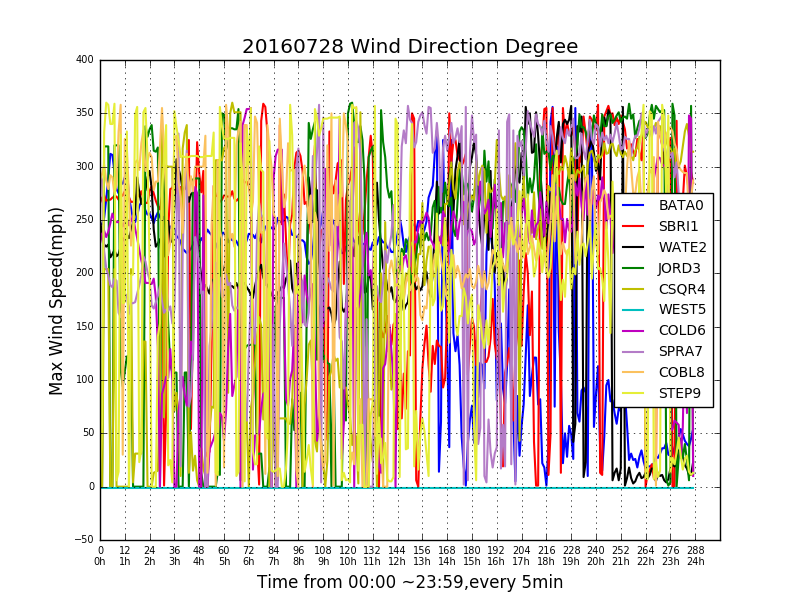 20160728 Wind Direction Degree
Max Wind Speed(mph)
400
350
300
250
200
150
100
50
0
−50
BATA0
SBRI1
WATE2
JORD3
CSQR4
WEST5
COLD6
SPRA7
COBL8
STEP9
0 12 24 36 48 60 72 84 96 108 120 132 144 156 168 180 192 204 216 228 240 252 264 276 288
0h 1h 2h 3h 4h 5h 6h 7h 8h 9h 10h 11h 12h 13h 14h 15h 16h 17h 18h 19h 20h 21h 22h 23h 24h
Time from 00:00 ~23:59,every 5min